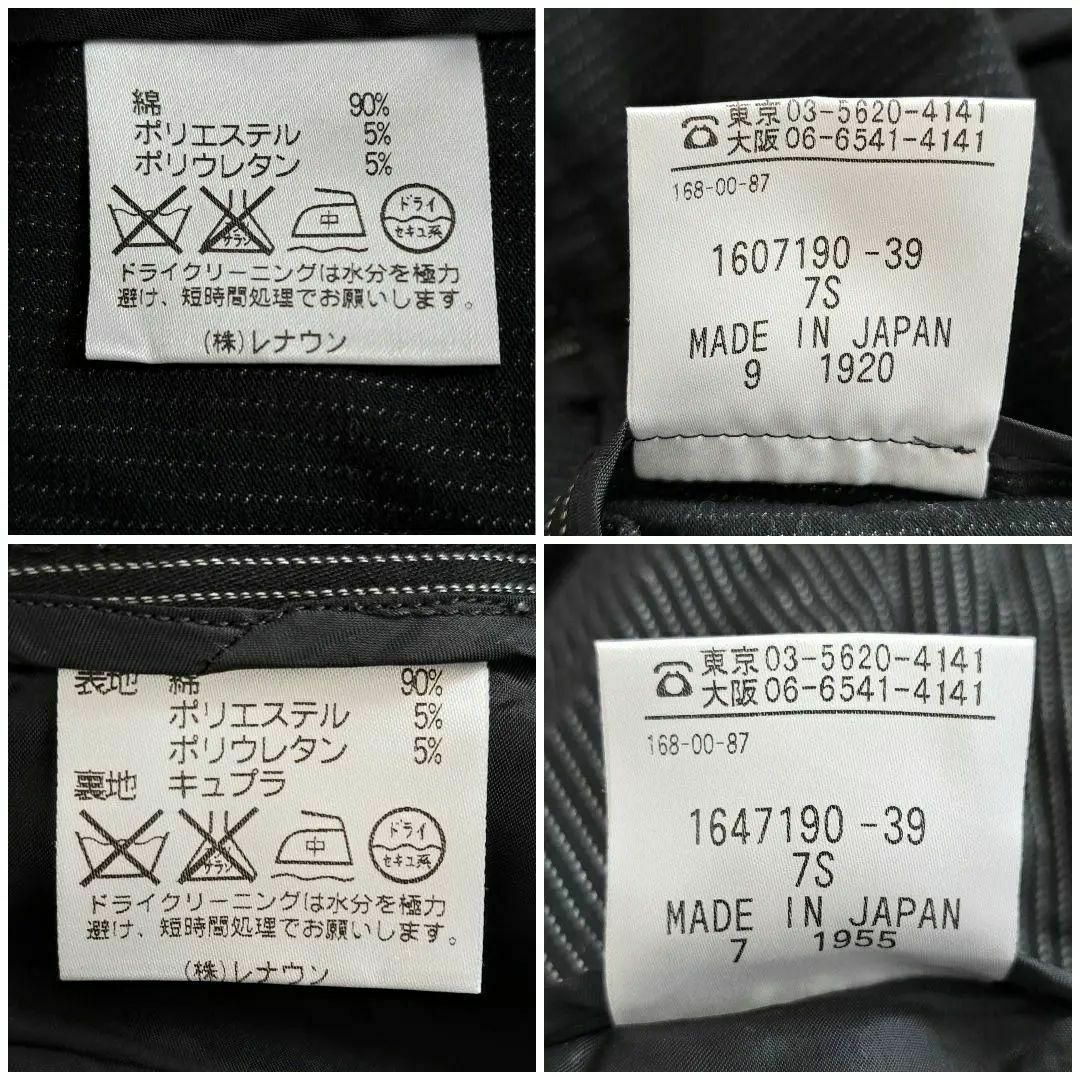 綿 90%
ポリエステル 5%
ポリウレタン 5%
中
ドライ
セキユ系
ドライクリーニングは水分を極力
避け、短時間処理でお願いします。
(株)レナウン
東京 03-5620-4141
大阪 06-6541-4141
168-00-87
1607190 -39
7S
MADE IN JAPAN
9 1920
表地 綿 90%
ポリエステル 5%
ポリウレタン 5%
裏地 キュプラ
中
ドライ
セキユ系
ドライクリーニングは水分を極力
避け、短時間処理でお願いします。
(株)レナウン
東京 03-5620-4141
大阪 06-6541-4141
168-00-87
1647190 -39
7S
MADE IN JAPAN
7 1955